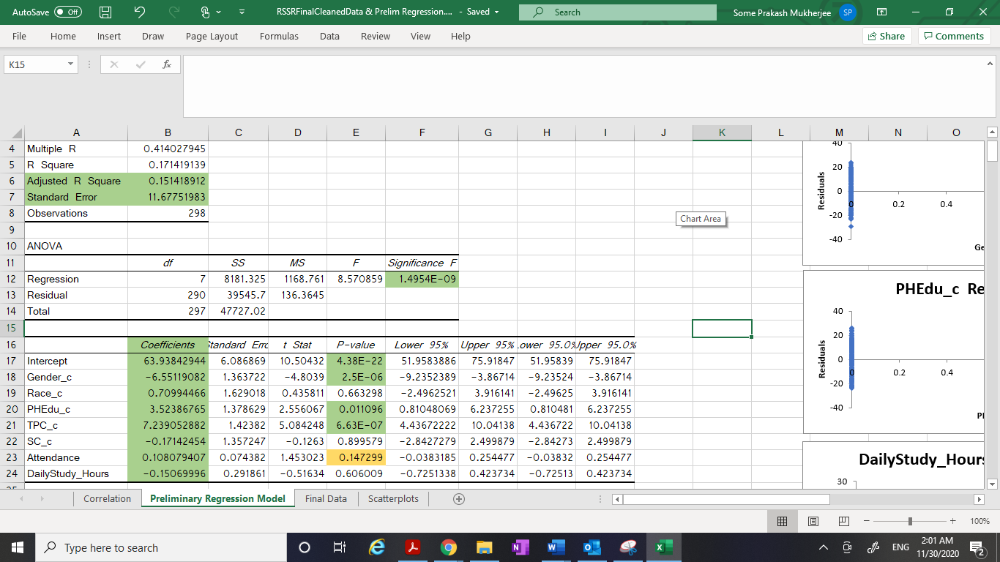 AutoSave Off RSSRFinalCleanedData & Prelim Regression.... - Saved Search Some Prakash Mukherjee SP
File Home Insert Draw Page Layout Formulas Data Review View Help Share Comments
K15 fx
A B C D E F G H I J K L M N O
4 Multiple R 0.414027945
5 R Square 0.171419139
6 Adjusted R Square 0.151418912
7 Standard Error 11.67751983
8 Observations 298
9
10 ANOVA
11 df SS MS F Significance F
12 Regression 7 8181.325 1168.761 8.570859 1.4954E-09
13 Residual 290 39545.7 136.3645
14 Total 297 47727.02
15
16 Coefficients Standard Erro t Stat P-value Lower 95% Upper 95% Lower 95.0% Upper 95.0%
17 Intercept 63.93842944 6.086869 10.50432 4.38E-22 51.9583886 75.91847 51.95839 75.91847
18 Gender_c -6.55119082 1.363722 -4.8039 2.5E-06 -9.2352389 -3.86714 -9.23524 -3.86714
19 Race_c 0.70994466 1.629018 0.435811 0.663298 -2.4962521 3.916141 -2.49625 3.916141
20 PHEdu_c 3.52386765 1.378629 2.556067 0.011096 0.81048069 6.237255 0.810481 6.237255
21 TPC_c 7.239052882 1.42382 5.084248 6.63E-07 4.43672222 10.04138 4.436722 10.04138
22 SC_c -0.17142454 1.357247 -0.1263 0.899579 -2.8427279 2.499879 -2.84273 2.499879
23 Attendance 0.108079407 0.074382 1.453023 0.147299 -0.0383185 0.254477 -0.03832 0.254477
24 DailyStudy_Hours -0.15069996 0.291861 -0.51634 0.606009 -0.7251338 0.423734 -0.72513 0.423734
Chart Area
40
20
0
-20
-40
Residuals
0 0.2 0.4
Ge
PHEdu_c Re
40
20
0
-20
-40
Residuals
0 0.2 0.4
PI
DailyStudy_Hours
30
Correlation Preliminary Regression Model Final Data Scatterplots
100%
Type here to search
ENG
2:01 AM
11/30/2020
2